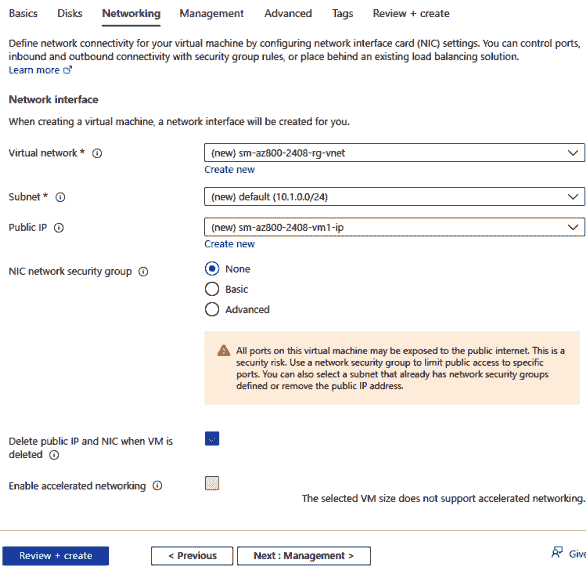 Basics Disks Networking Management Advanced Tags Review + create
Define network connectivity for your virtual machine by configuring network interface card (NIC) settings. You can control ports,
inbound and outbound connectivity with security group rules, or place behind an existing load balancing solution.
Learn more
Network interface
When creating a virtual machine, a network interface will be created for you.
Virtual network *
(new) sm-az800-2408-rg-vnet
Create new
Subnet *
(new) default (10.1.0.0/24)
Public IP
(new) sm-az800-2408-vm1-ip
Create new
NIC network security group
None
Basic
Advanced
All ports on this virtual machine may be exposed to the public internet. This is a
security risk. Use a network security group to limit public access to specific
ports. You can also select a subnet that already has network security groups
defined or remove the public IP address.
Delete public IP and NIC when VM is
deleted
Enable accelerated networking
The selected VM size does not support accelerated networking.
Review + create
< Previous
Next : Management >
Give